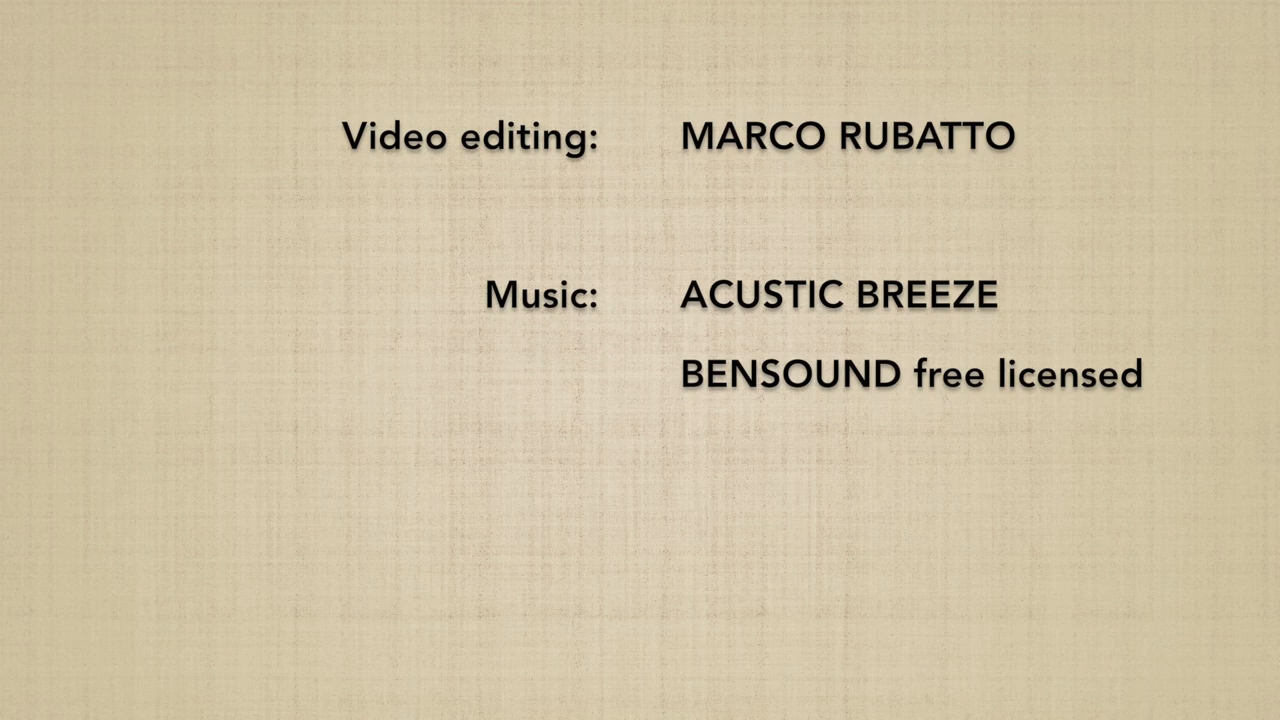 Video editing: MARCO RUBATTO
Music: ACUSTIC BREEZE
BENSOUND free licensed